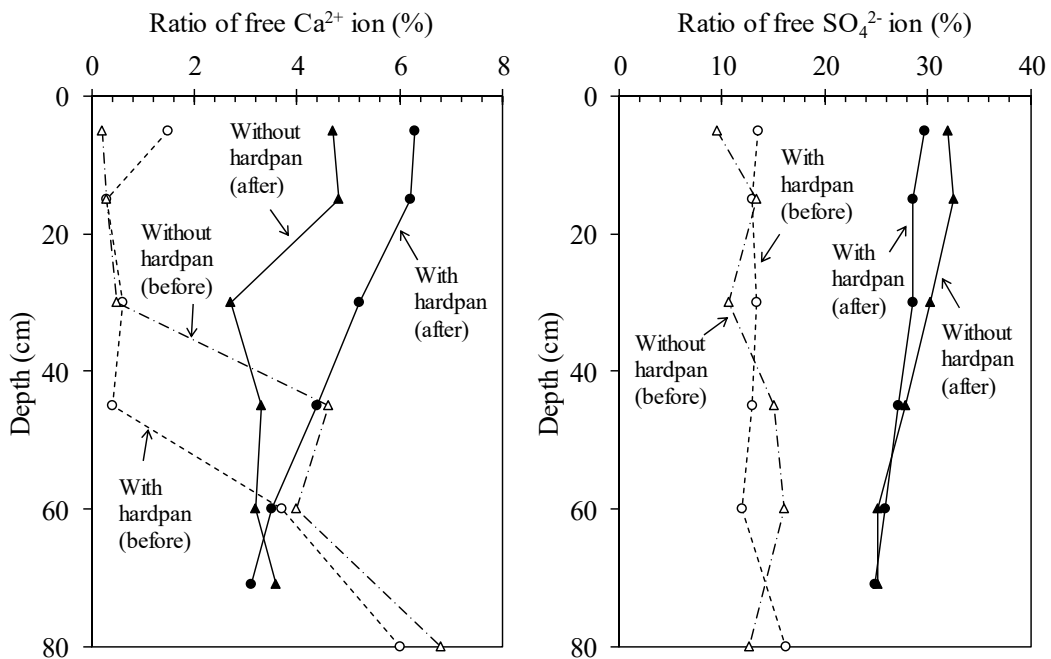 Ratio of free Ca²⁺ ion (%)
0 2 4 6 8
0
20
40
60
80
Depth (cm)
Without
hardpan
(after)
Without
hardpan
(before)
With
hardpan
(after)
With
hardpan
(before)
Ratio of free SO₄²⁻ ion (%)
0 10 20 30 40
0
20
40
60
80
Depth (cm)
With
hardpan
(before)
With
hardpan
(after)
Without
hardpan
(before)
Without
hardpan
(after)